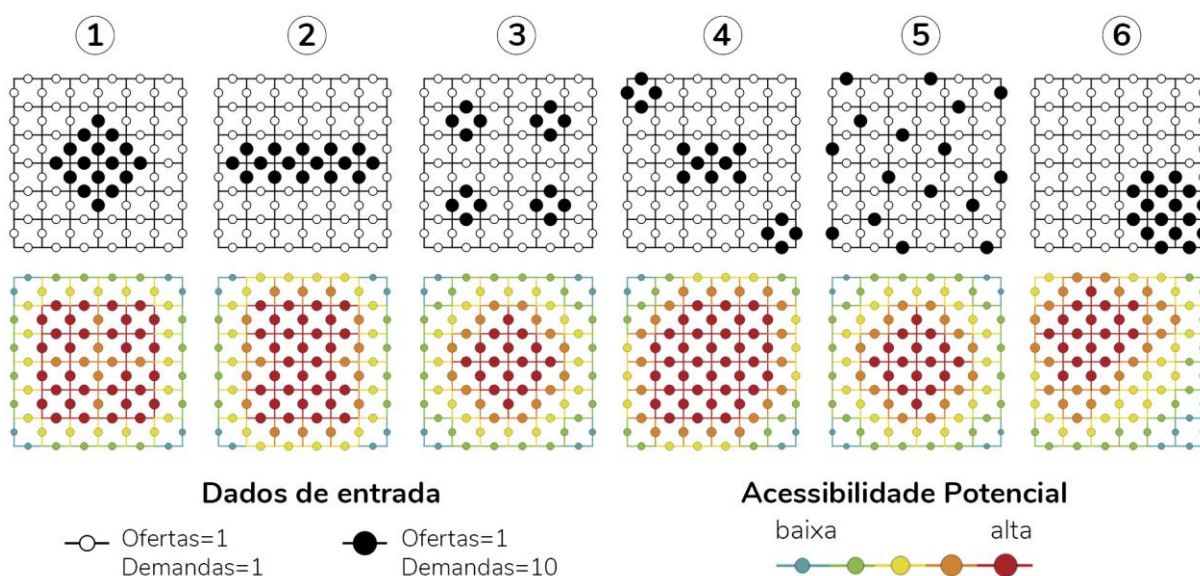 1 2 3 4 5 6
Dados de entrada
Acessibilidade Potencial
Ofertas=1
Demandas=1
Ofertas=1
Demandas=10
baixa alta